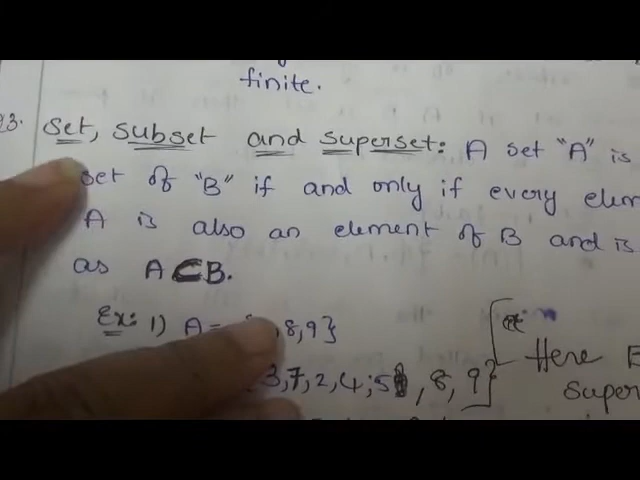 finite.
93. Set, subset and superset: A set "A" is
set of "B" if and only if every elem
A is also an element of B and is
as A⊂B.
Ex: 1) A= { ,8,9}
3,7,2,4,5 , 8, 9}
Here B
super